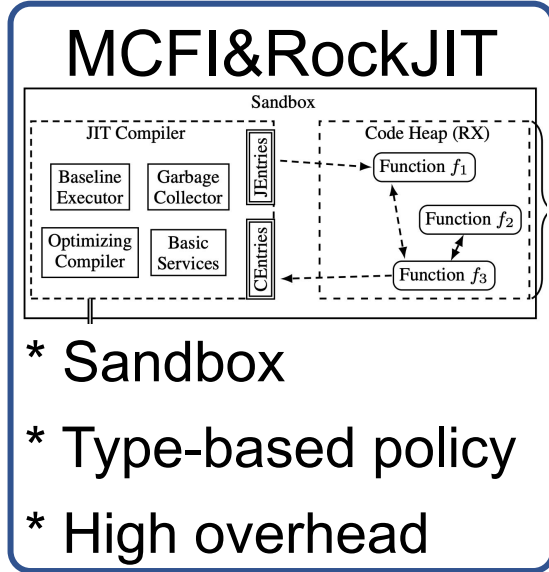 MCFI&RockJIT
Sandbox
JIT Compiler
Baseline
Executor
Garbage
Collector
Optimizing
Compiler
Basic
Services
JEntries
CEntries
Code Heap (RX)
Function f₁
Function f₂
Function f₃
* Sandbox
* Type-based policy
* High overhead